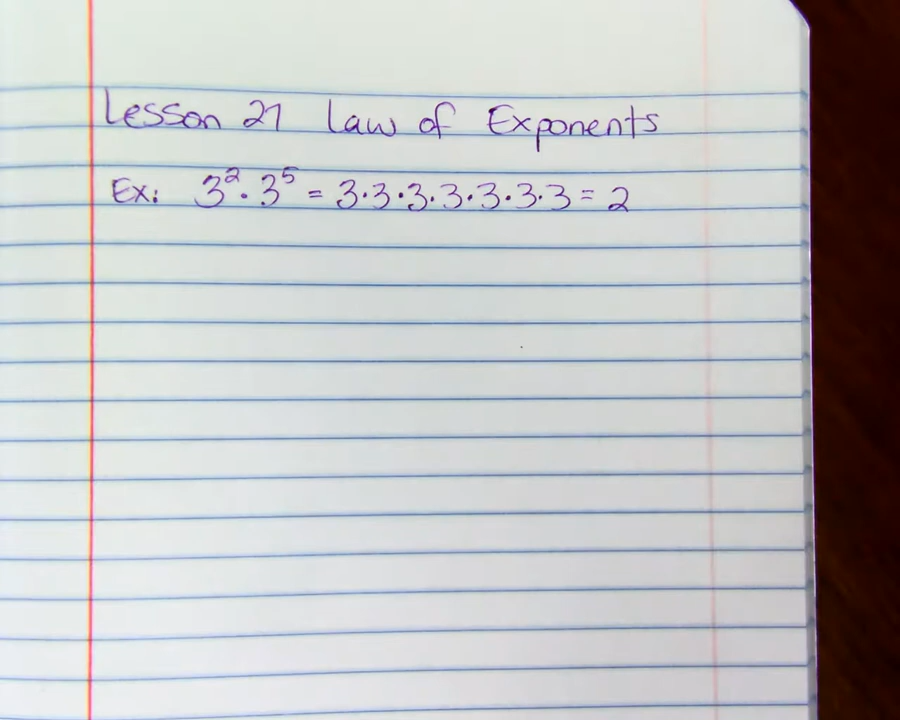 Lesson 21 Law of Exponents
Ex: 3² · 3⁵ = 3·3·3·3·3·3·3 = 2